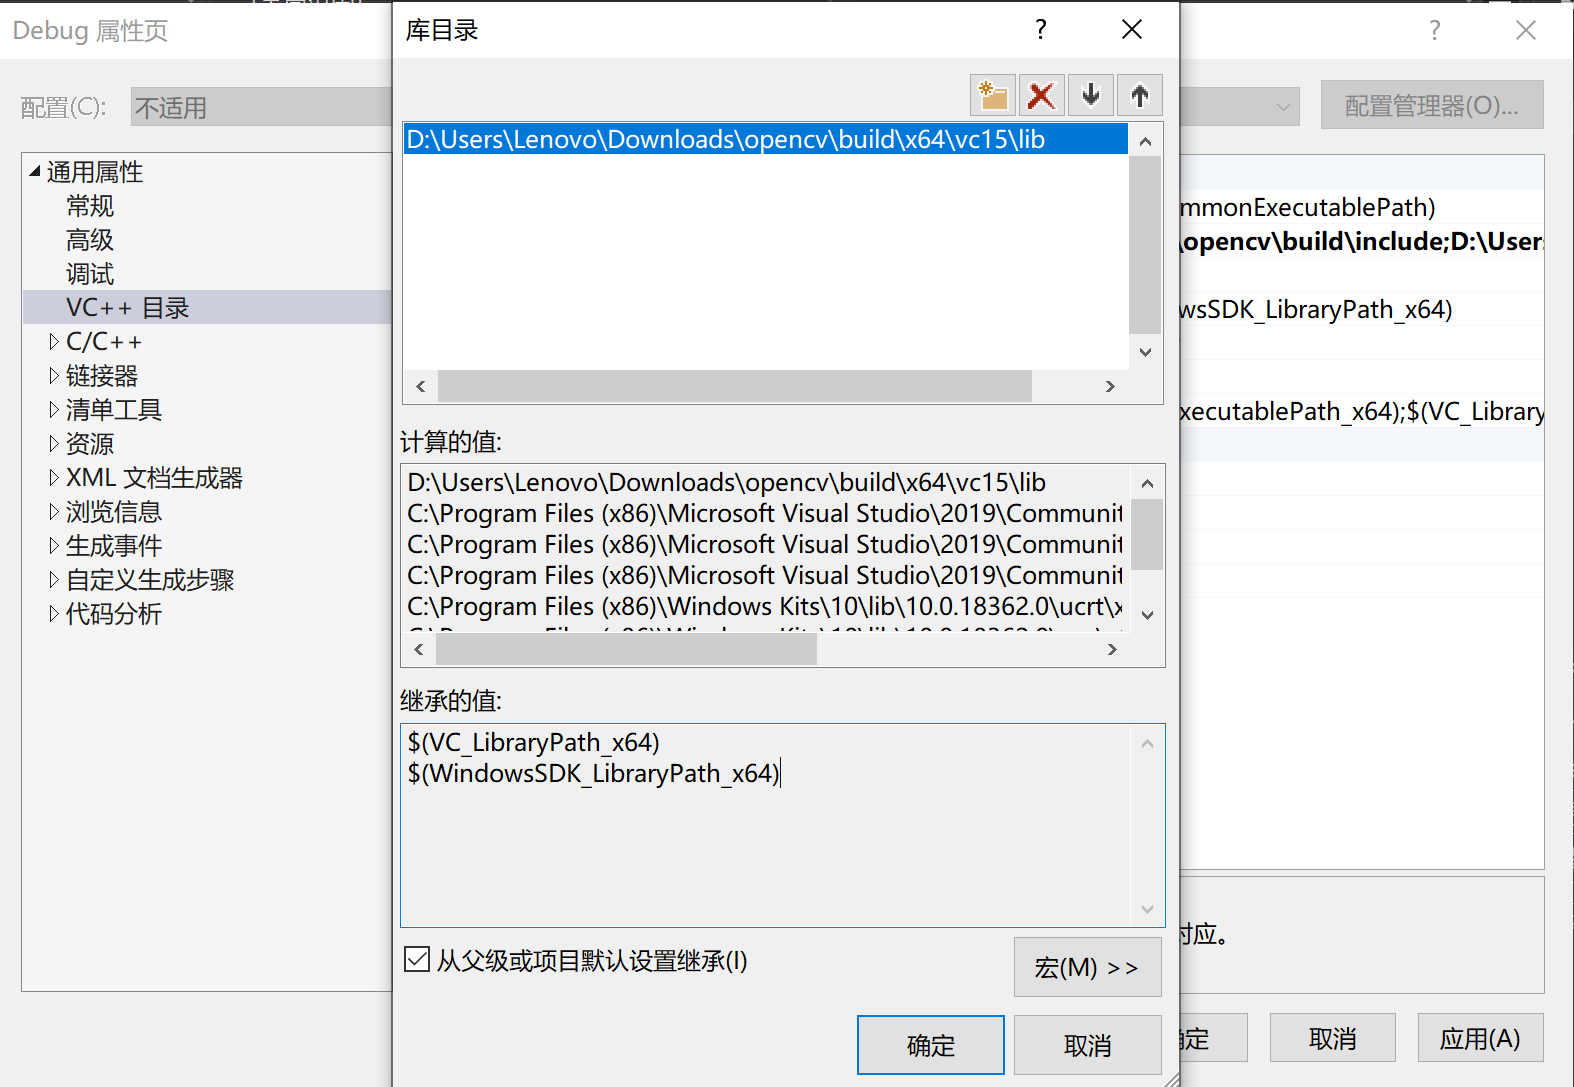 Debug 属性页
库目录
配置(C):
不适用
配置管理器(O)...
通用属性
常规
高级
调试
VC++ 目录
C/C++
链接器
清单工具
资源
XML 文档生成器
浏览信息
生成事件
自定义生成步骤
代码分析
D:\Users\Lenovo\Downloads\opencv\build\x64\vc15\lib
计算的值:
D:\Users\Lenovo\Downloads\opencv\build\x64\vc15\lib
C:\Program Files (x86)\Microsoft Visual Studio\2019\Communit
C:\Program Files (x86)\Microsoft Visual Studio\2019\Communit
C:\Program Files (x86)\Microsoft Visual Studio\2019\Communit
C:\Program Files (x86)\Windows Kits\10\lib\10.0.18362.0\ucrt\x
继承的值:
$(VC_LibraryPath_x64)
$(WindowsSDK_LibraryPath_x64)
从父级或项目默认设置继承(I)
宏(M) >>
确定
取消
mmonExecutablePath)
\opencv\build\include;D:\User
wsSDK_LibraryPath_x64)
xecutablePath_x64);$(VC_Library
对应。
确定
取消
应用(A)